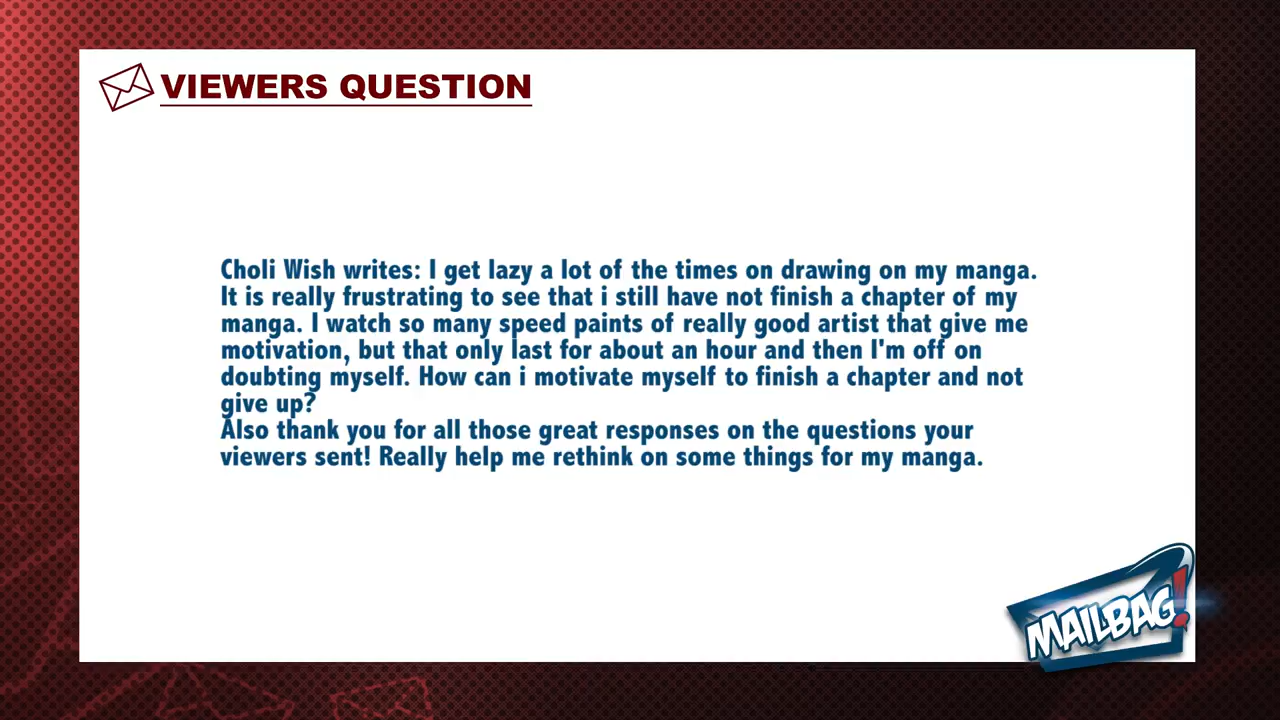 VIEWERS QUESTION
Choli Wish writes: I get lazy a lot of the times on drawing on my manga.
It is really frustrating to see that i still have not finish a chapter of my
manga. I watch so many speed paints of really good artist that give me
motivation, but that only last for about an hour and then I'm off on
doubting myself. How can i motivate myself to finish a chapter and not
give up?
Also thank you for all those great responses on the questions your
viewers sent! Really help me rethink on some things for my manga.
MAILBAG!